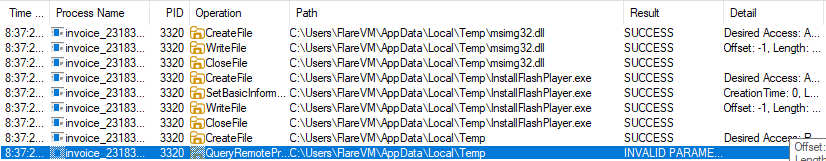 Time ... Process Name PID Operation Path Result Detail
8:37:2... invoice_23183... 3320 CreateFile C:\Users\FlareVM\AppData\Local\Temp\msimg32.dll SUCCESS Desired Access: A...
8:37:2... invoice_23183... 3320 WriteFile C:\Users\FlareVM\AppData\Local\Temp\msimg32.dll SUCCESS Offset: -1, Length: ...
8:37:2... invoice_23183... 3320 CloseFile C:\Users\FlareVM\AppData\Local\Temp\msimg32.dll SUCCESS
8:37:2... invoice_23183... 3320 CreateFile C:\Users\FlareVM\AppData\Local\Temp\InstallFlashPlayer.exe SUCCESS Desired Access: A...
8:37:2... invoice_23183... 3320 SetBasicInform... C:\Users\FlareVM\AppData\Local\Temp\InstallFlashPlayer.exe SUCCESS CreationTime: 0, L...
8:37:2... invoice_23183... 3320 WriteFile C:\Users\FlareVM\AppData\Local\Temp\InstallFlashPlayer.exe SUCCESS Offset: -1, Length: ...
8:37:2... invoice_23183... 3320 CloseFile C:\Users\FlareVM\AppData\Local\Temp\InstallFlashPlayer.exe SUCCESS
8:37:2... invoice_23183... 3320 CreateFile C:\Users\FlareVM\AppData\Local\Temp SUCCESS Desired Access: R...
8:37:2... invoice_23183... 3320 QueryRemotePr... C:\Users\FlareVM\AppData\Local\Temp INVALID PARAME... Offset:
Length: